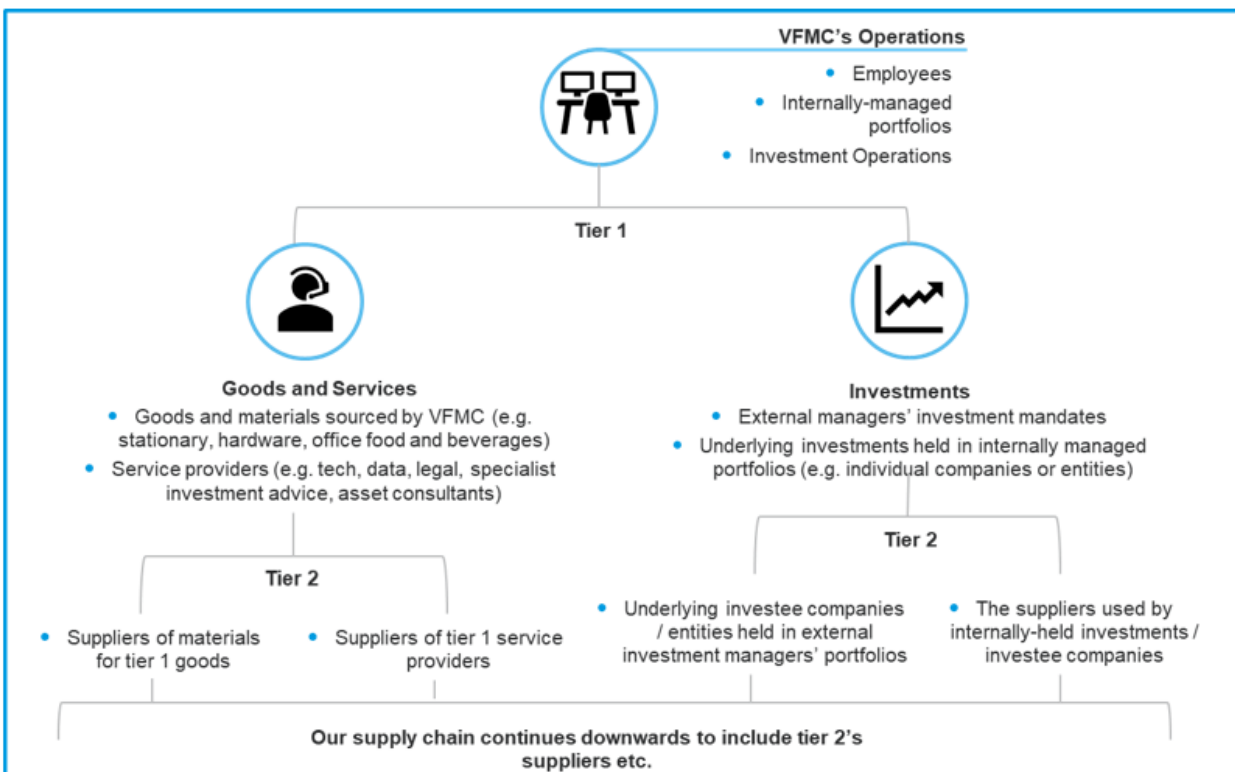 VFMC's Operations
Employees
Internally-managed
portfolios
Investment Operations
Tier 1
Goods and Services
Goods and materials sourced by VFMC (e.g.
stationary, hardware, office food and beverages)
Service providers (e.g. tech, data, legal, specialist
investment advice, asset consultants)
Investments
External managers' investment mandates
Underlying investments held in internally managed
portfolios (e.g. individual companies or entities)
Tier 2
Suppliers of materials
for tier 1 goods
Suppliers of tier 1 service
providers
Tier 2
Underlying investee companies
/ entities held in external
investment managers' portfolios
The suppliers used by
internally-held investments /
investee companies
Our supply chain continues downwards to include tier 2's
suppliers etc.